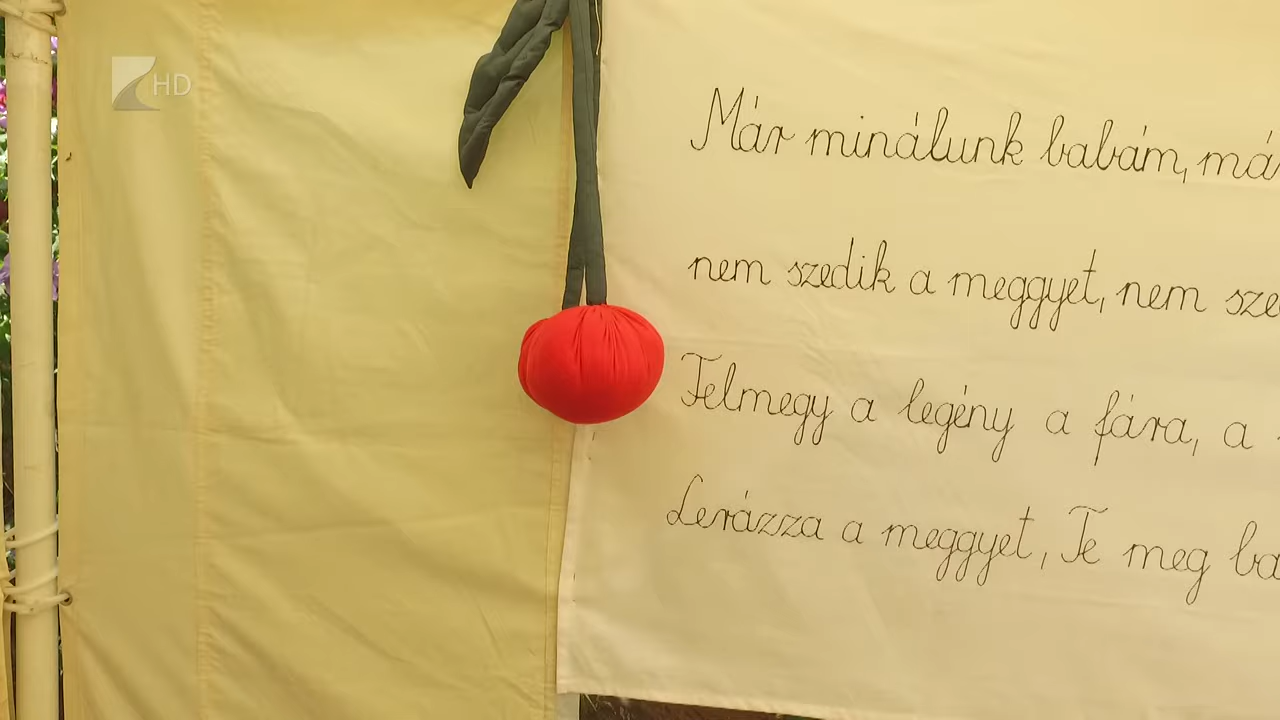 HD
Már minálunk babám, má
nem szedik a meggyet, nem sze
Felmegy a legény a fára, a
Lerázza a meggyet, Te meg ba